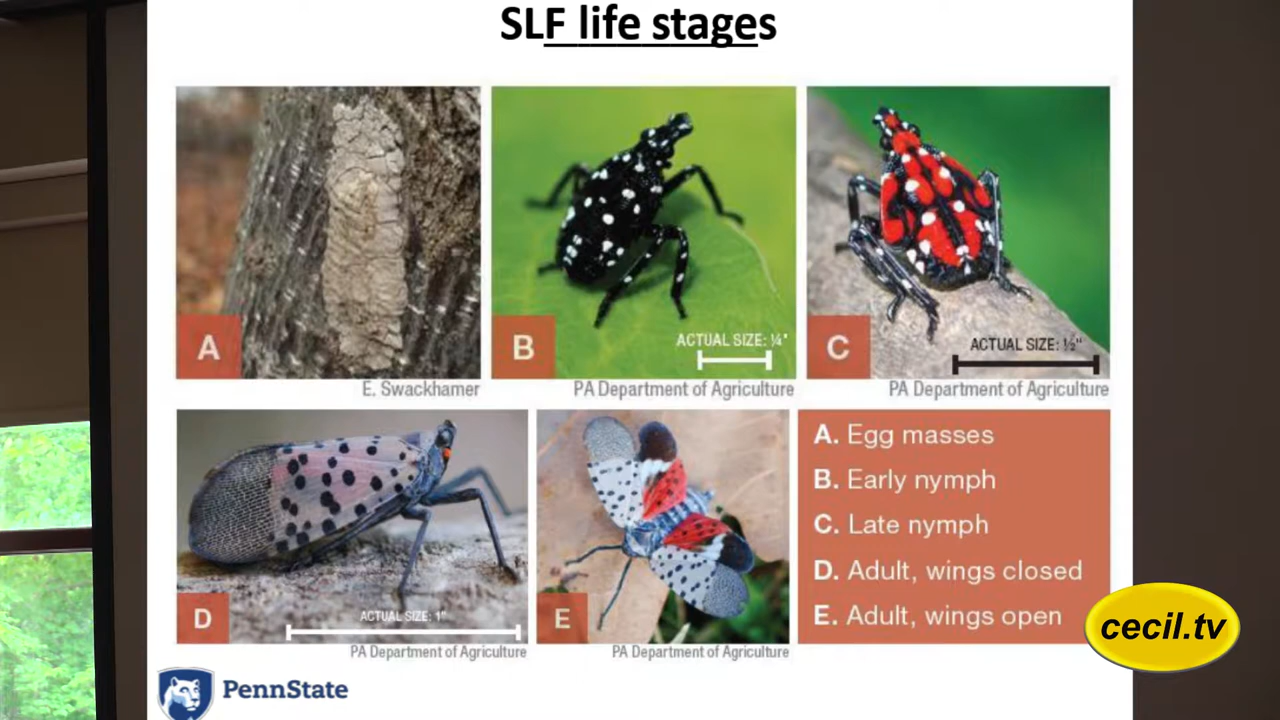 SLF life stages
A
B
ACTUAL SIZE: ¼"
C
ACTUAL SIZE: ½"
E. Swackhamer
PA Department of Agriculture
PA Department of Agriculture
D
ACTUAL SIZE: 1"
E
PA Department of Agriculture
PA Department of Agriculture
A. Egg masses
B. Early nymph
C. Late nymph
D. Adult, wings closed
E. Adult, wings open
cecil.tv
PennState